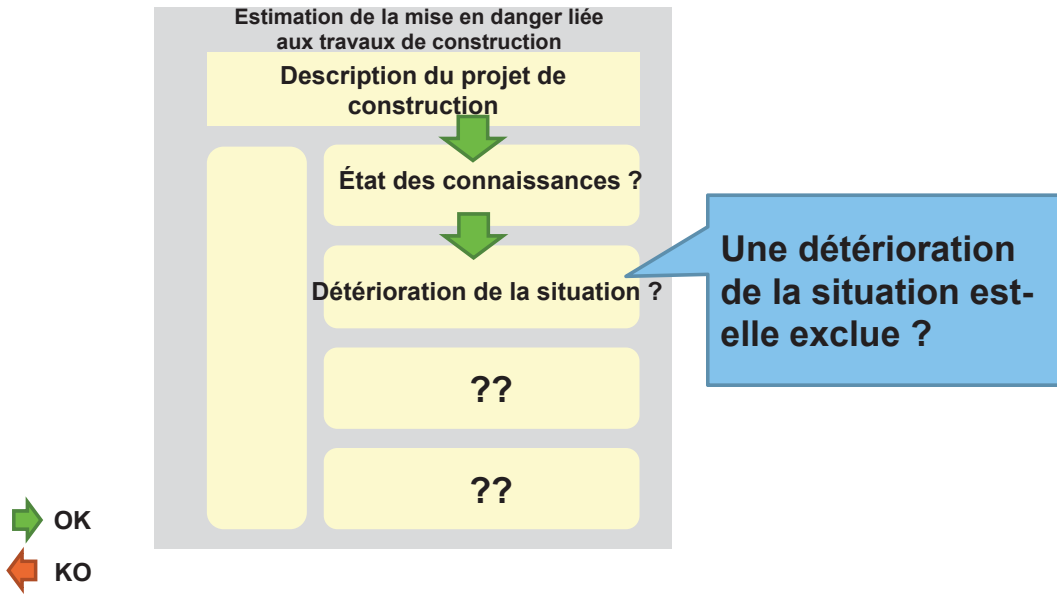 Estimation de la mise en danger liée
aux travaux de construction
Description du projet de
construction
État des connaissances ?
Détérioration de la situation ?
Une détérioration
de la situation est-
elle exclue ?
??
??
OK
KO